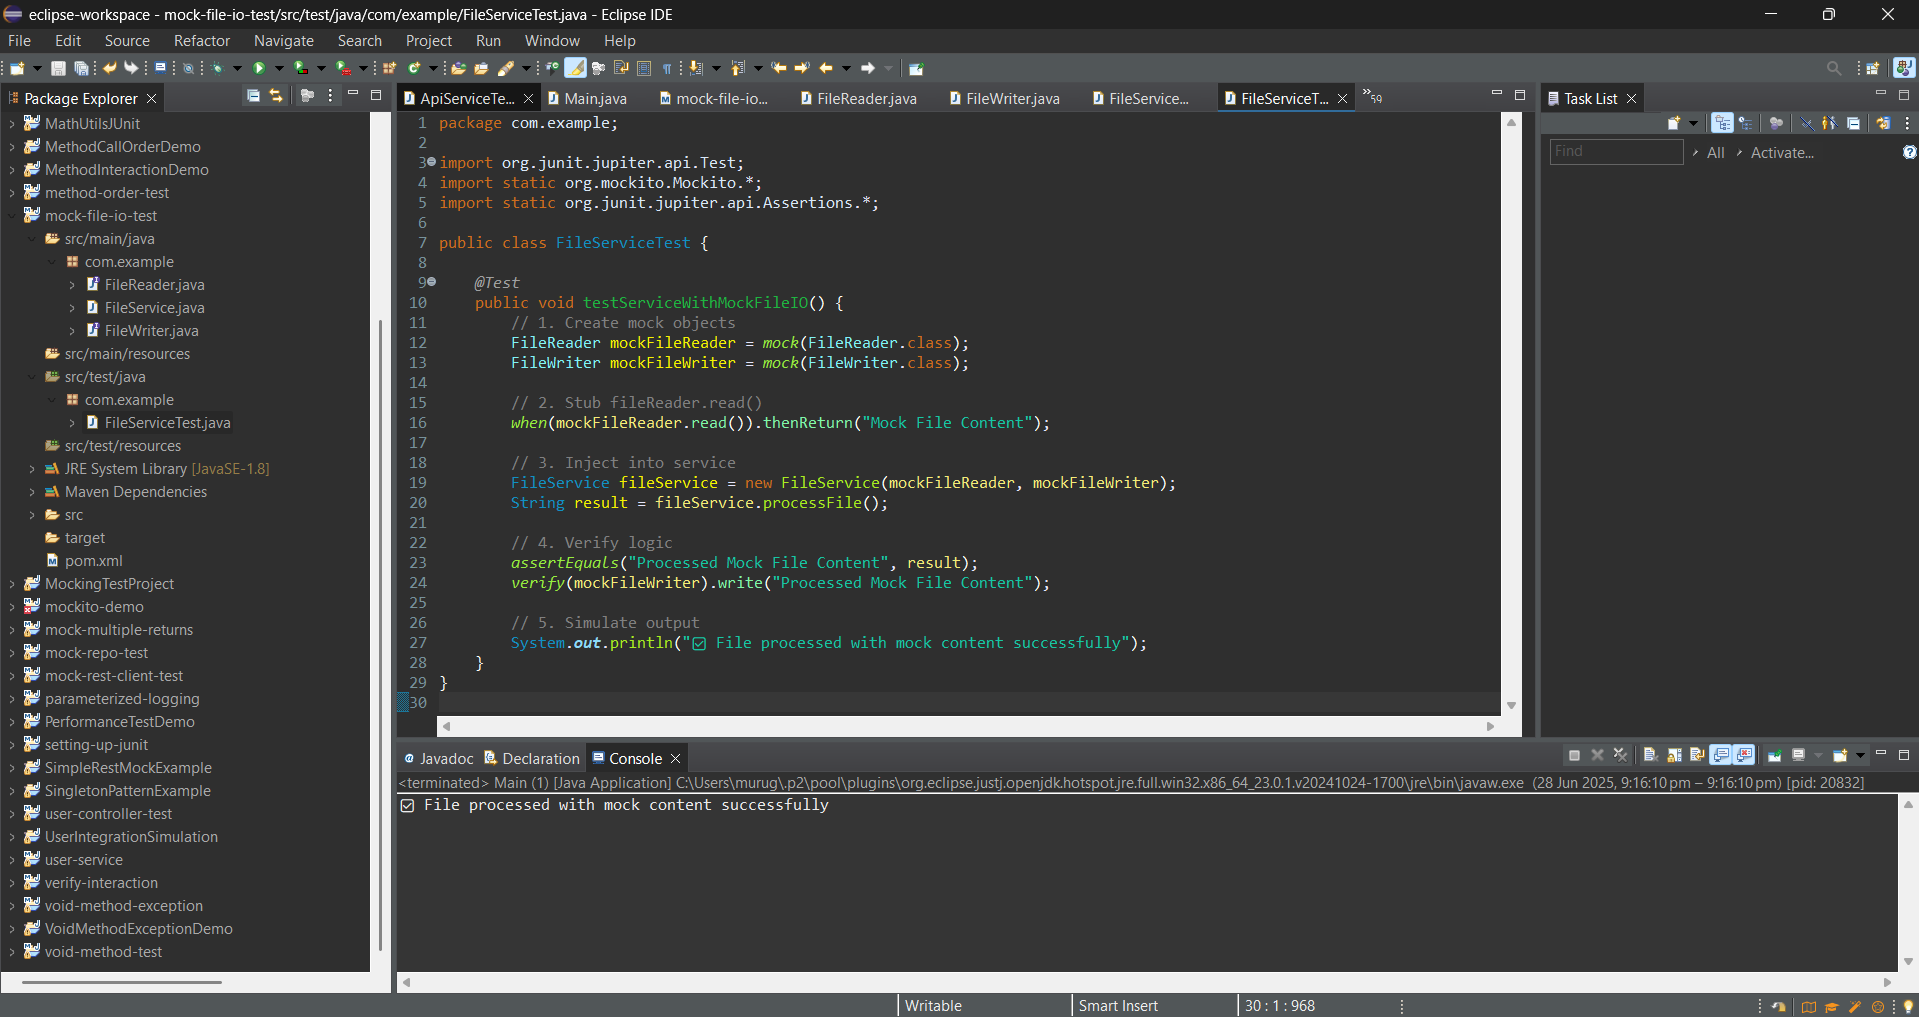 eclipse-workspace - mock-file-io-test/src/test/java/com/example/FileServiceTest.java - Eclipse IDE
File Edit Source Refactor Navigate Search Project Run Window Help
Package Explorer
MathUtilsJUnit
MethodCallOrderDemo
MethodInteractionDemo
method-order-test
mock-file-io-test
src/main/java
com.example
FileReader.java
FileService.java
FileWriter.java
src/main/resources
src/test/java
com.example
FileServiceTest.java
src/test/resources
JRE System Library [JavaSE-1.8]
Maven Dependencies
src
target
pom.xml
MockingTestProject
mockito-demo
mock-multiple-returns
mock-repo-test
mock-rest-client-test
parameterized-logging
PerformanceTestDemo
setting-up-junit
SimpleRestMockExample
SingletonPatternExample
user-controller-test
UserIntegrationSimulation
user-service
verify-interaction
void-method-exception
VoidMethodExceptionDemo
void-method-test
ApiServiceTe... Main.java mock-file-io... FileReader.java FileWriter.java FileService... FileServiceT... »59
1 package com.example;
2
3 import org.junit.jupiter.api.Test;
4 import static org.mockito.Mockito.*;
5 import static org.junit.jupiter.api.Assertions.*;
6
7 public class FileServiceTest {
8
9 @Test
10 public void testServiceWithMockFileIO() {
11 // 1. Create mock objects
12 FileReader mockFileReader = mock(FileReader.class);
13 FileWriter mockFileWriter = mock(FileWriter.class);
14
15 // 2. Stub fileReader.read()
16 when(mockFileReader.read()).thenReturn("Mock File Content");
17
18 // 3. Inject into service
19 FileService fileService = new FileService(mockFileReader, mockFileWriter);
20 String result = fileService.processFile();
21
22 // 4. Verify logic
23 assertEquals("Processed Mock File Content", result);
24 verify(mockFileWriter).write("Processed Mock File Content");
25
26 // 5. Simulate output
27 System.out.println("☑ File processed with mock content successfully");
28 }
29 }
30
Task List
Find All Activate...
Javadoc Declaration Console
<terminated> Main (1) [Java Application] C:\Users\murug\.p2\pool\plugins\org.eclipse.justj.openjdk.hotspot.jre.full.win32.x86_64_23.0.1.v20241024-1700\jre\bin\javaw.exe (28 Jun 2025, 9:16:10 pm – 9:16:10 pm) [pid: 20832]
☑ File processed with mock content successfully
Writable Smart Insert 30 : 1 : 968